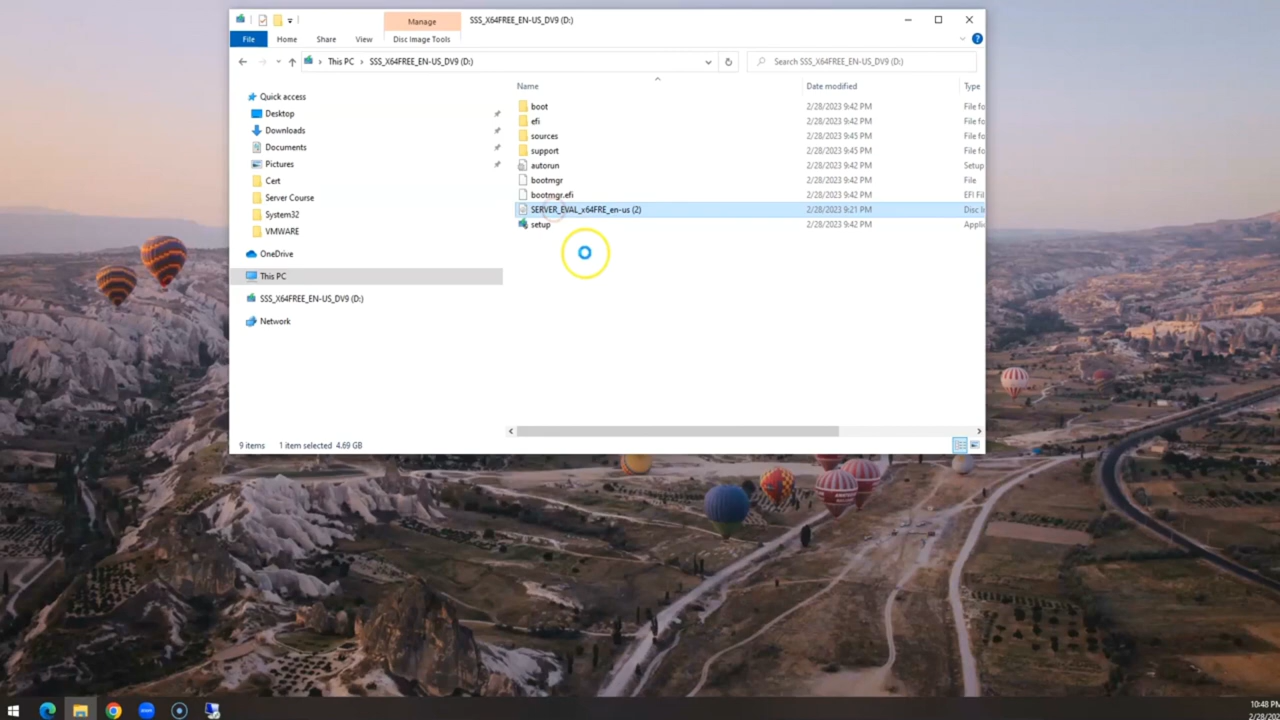 Manage
SSS_X64FREE_EN-US_DV9 (D:)
File
Home
Share
View
Disc Image Tools
This PC
SSS_X64FREE_EN-US_DV9 (D:)
Search SSS_X64FREE_EN-US_DV9 (D:)
Quick access
Desktop
Downloads
Documents
Pictures
Cert
Server Course
System32
VMWARE
OneDrive
This PC
SSS_X64FREE_EN-US_DV9 (D:)
Network
Name Date modified Type
boot 2/28/2023 9:42 PM File fo
efi 2/28/2023 9:42 PM File fo
sources 2/28/2023 9:45 PM File fo
support 2/28/2023 9:45 PM File fo
autorun 2/28/2023 9:42 PM Setup
bootmgr 2/28/2023 9:42 PM File
bootmgr.efi 2/28/2023 9:42 PM EFI Fil
SERVER_EVAL_x64FRE_en-us (2) 2/28/2023 9:21 PM Disc I
setup 2/28/2023 9:42 PM Applic
9 items 1 item selected 4.69 GB
zoom
10:48 PM
2/28/202